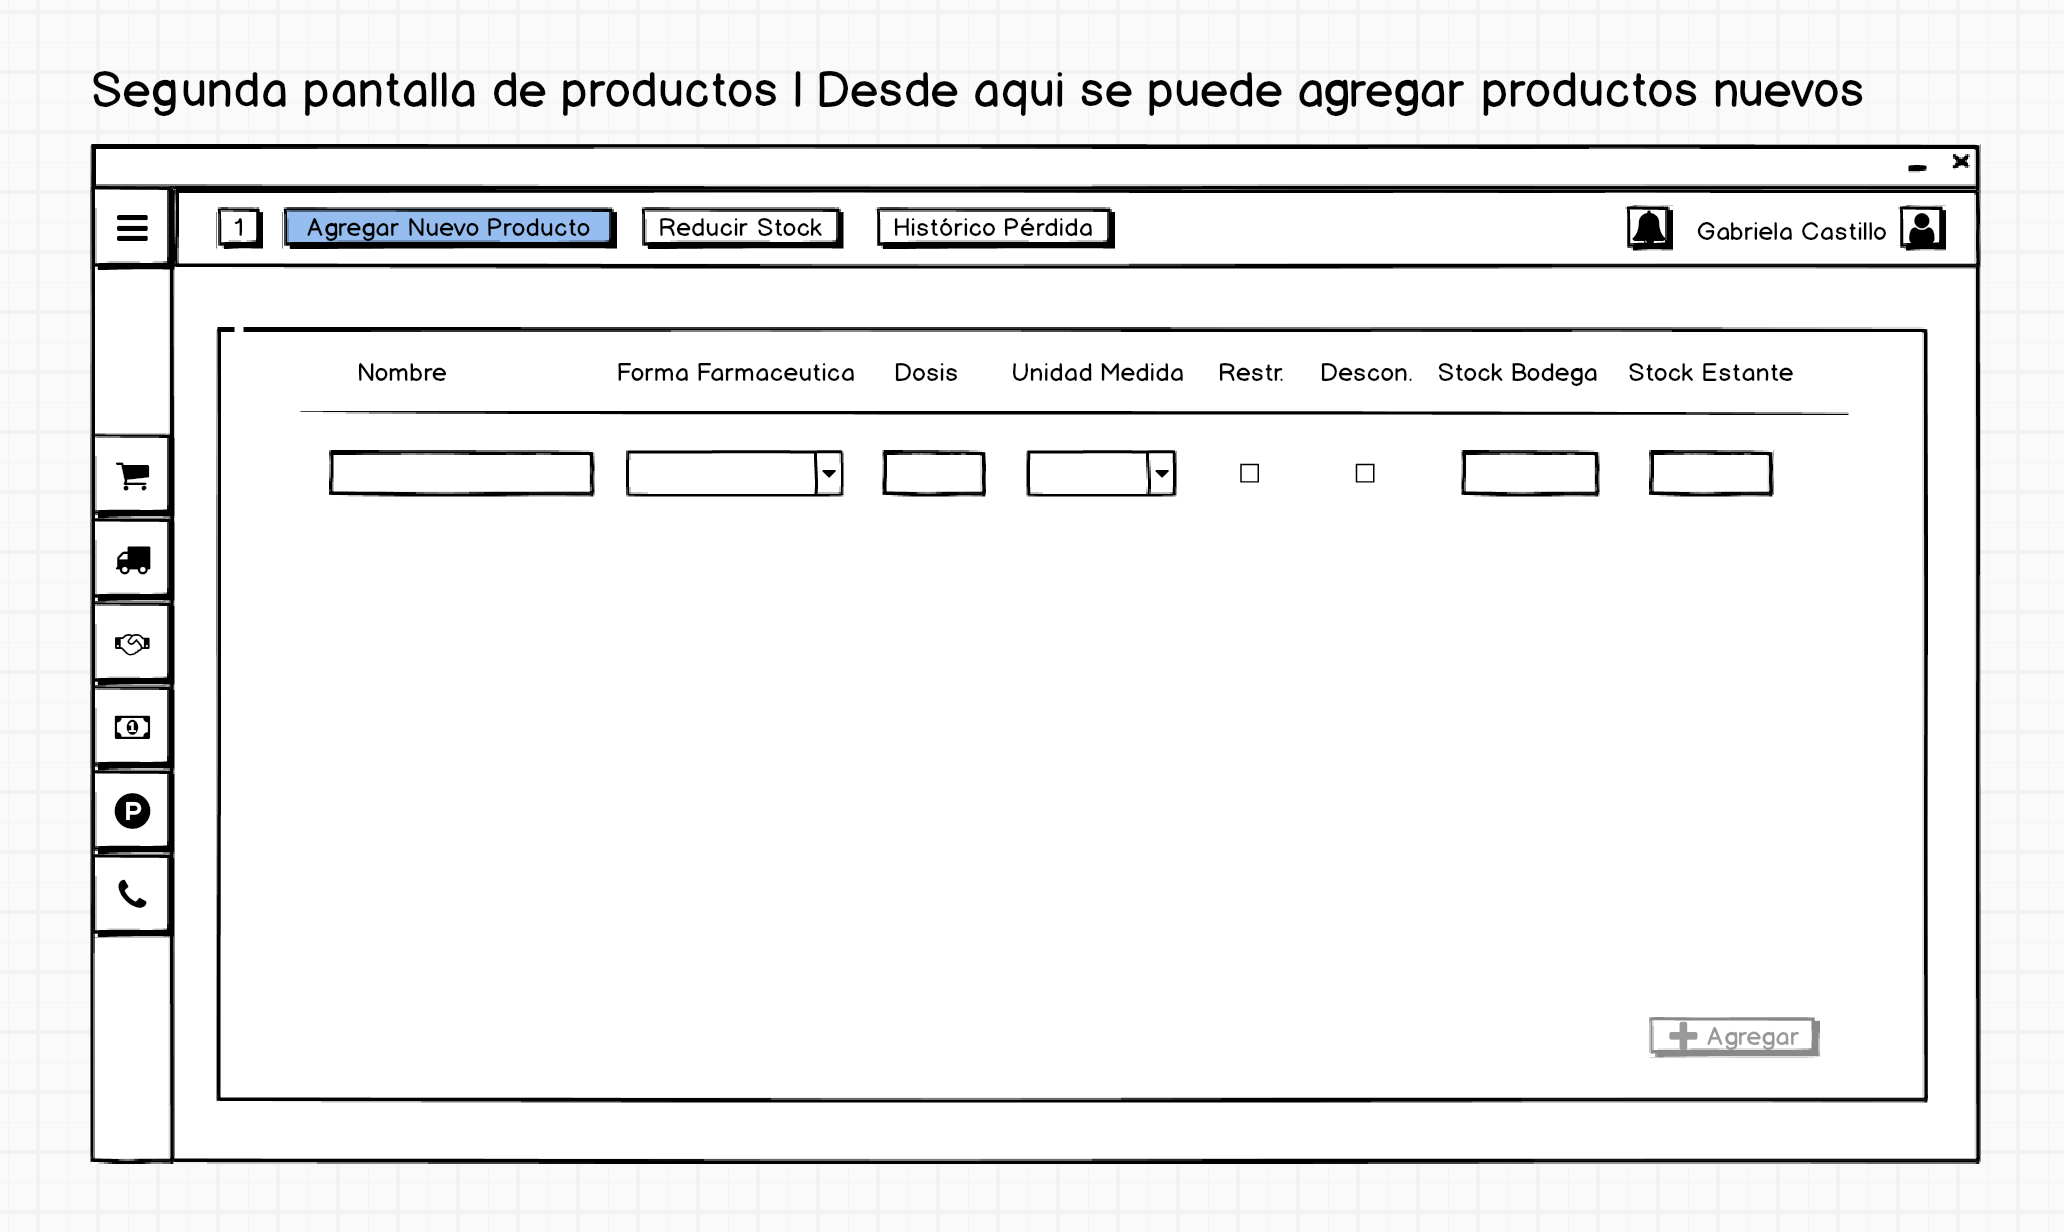 Segunda pantalla de productos | Desde aqui se puede agregar productos nuevos
1 Agregar Nuevo Producto Reducir Stock Histórico Pérdida Gabriela Castillo
Nombre Forma Farmaceutica Dosis Unidad Medida Restr. Descon. Stock Bodega Stock Estante
1
P
Agregar